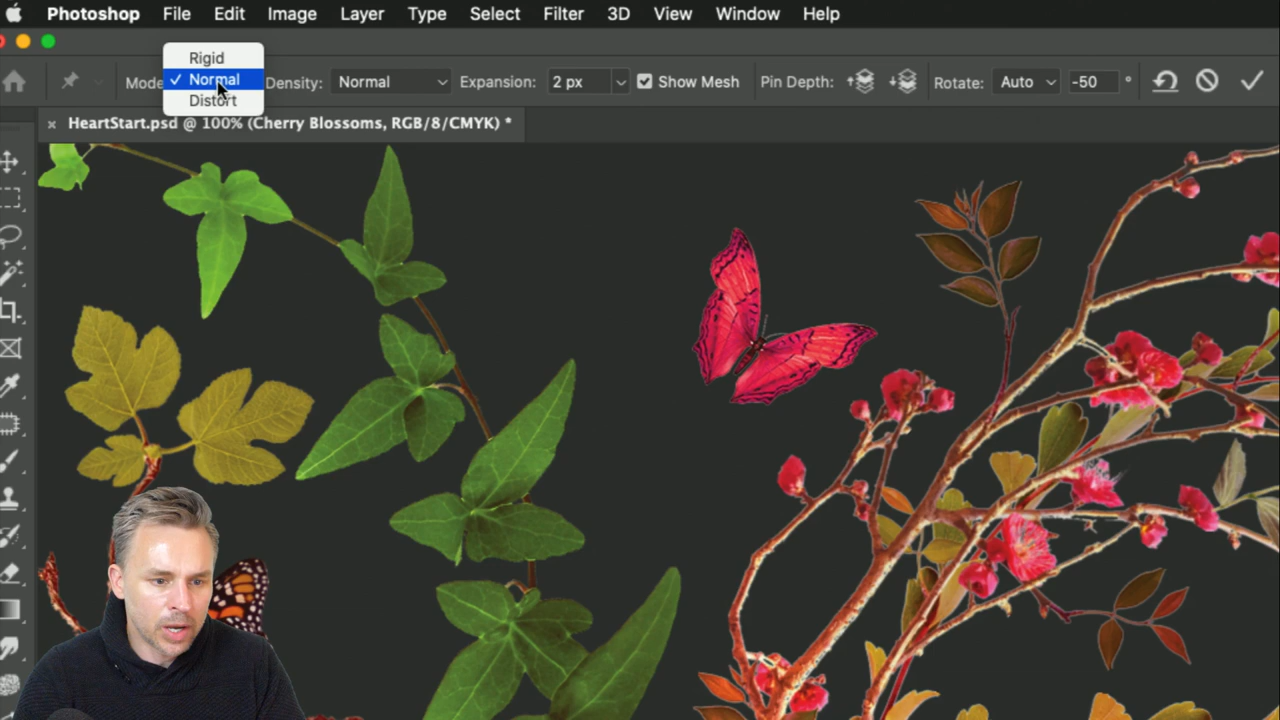 Photoshop File Edit Image Layer Type Select Filter 3D View Window Help
Rigid
Mode ✓ Normal Density: Normal Expansion: 2 px Show Mesh Pin Depth: Rotate: Auto -50 °
Distort
× HeartStart.psd @ 100% (Cherry Blossoms, RGB/8/CMYK) *